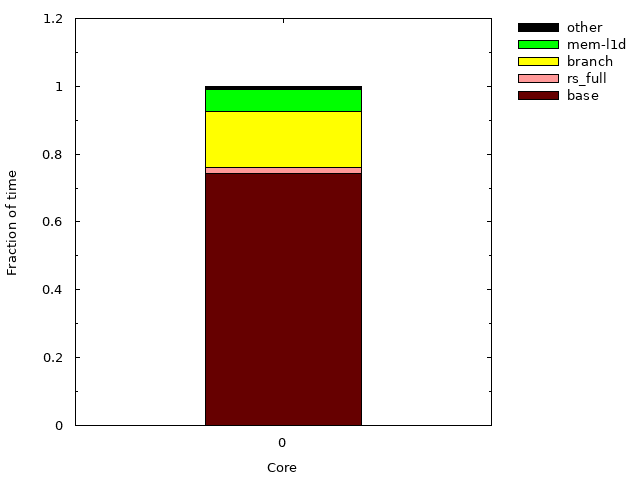 1.2
1
0.8
0.6
0.4
0.2
0
Fraction of time
0
Core
other
mem-l1d
branch
rs_full
base